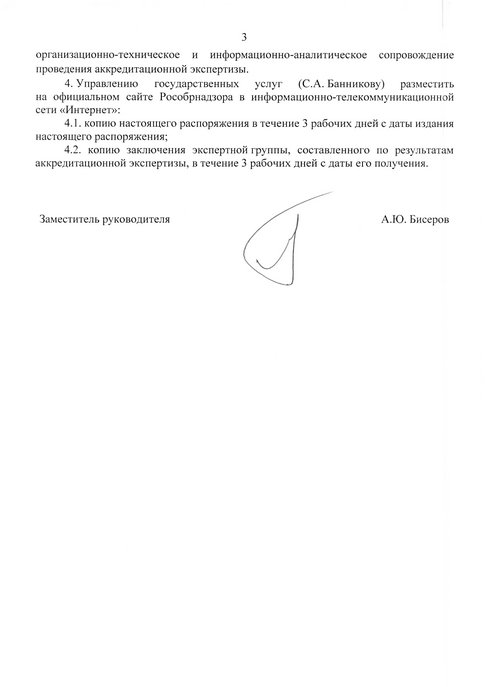 3
организационно-техническое и информационно-аналитическое сопровождение
проведения аккредитационной экспертизы.
4. Управлению государственных услуг (С.А. Банникову) разместить
на официальном сайте Рособрнадзора в информационно-телекоммуникационной
сети «Интернет»:
4.1. копию настоящего распоряжения в течение 3 рабочих дней с даты издания
настоящего распоряжения;
4.2. копию заключения экспертной группы, составленного по результатам
аккредитационной экспертизы, в течение 3 рабочих дней с даты его получения.
Заместитель руководителя А.Ю. Бисеров